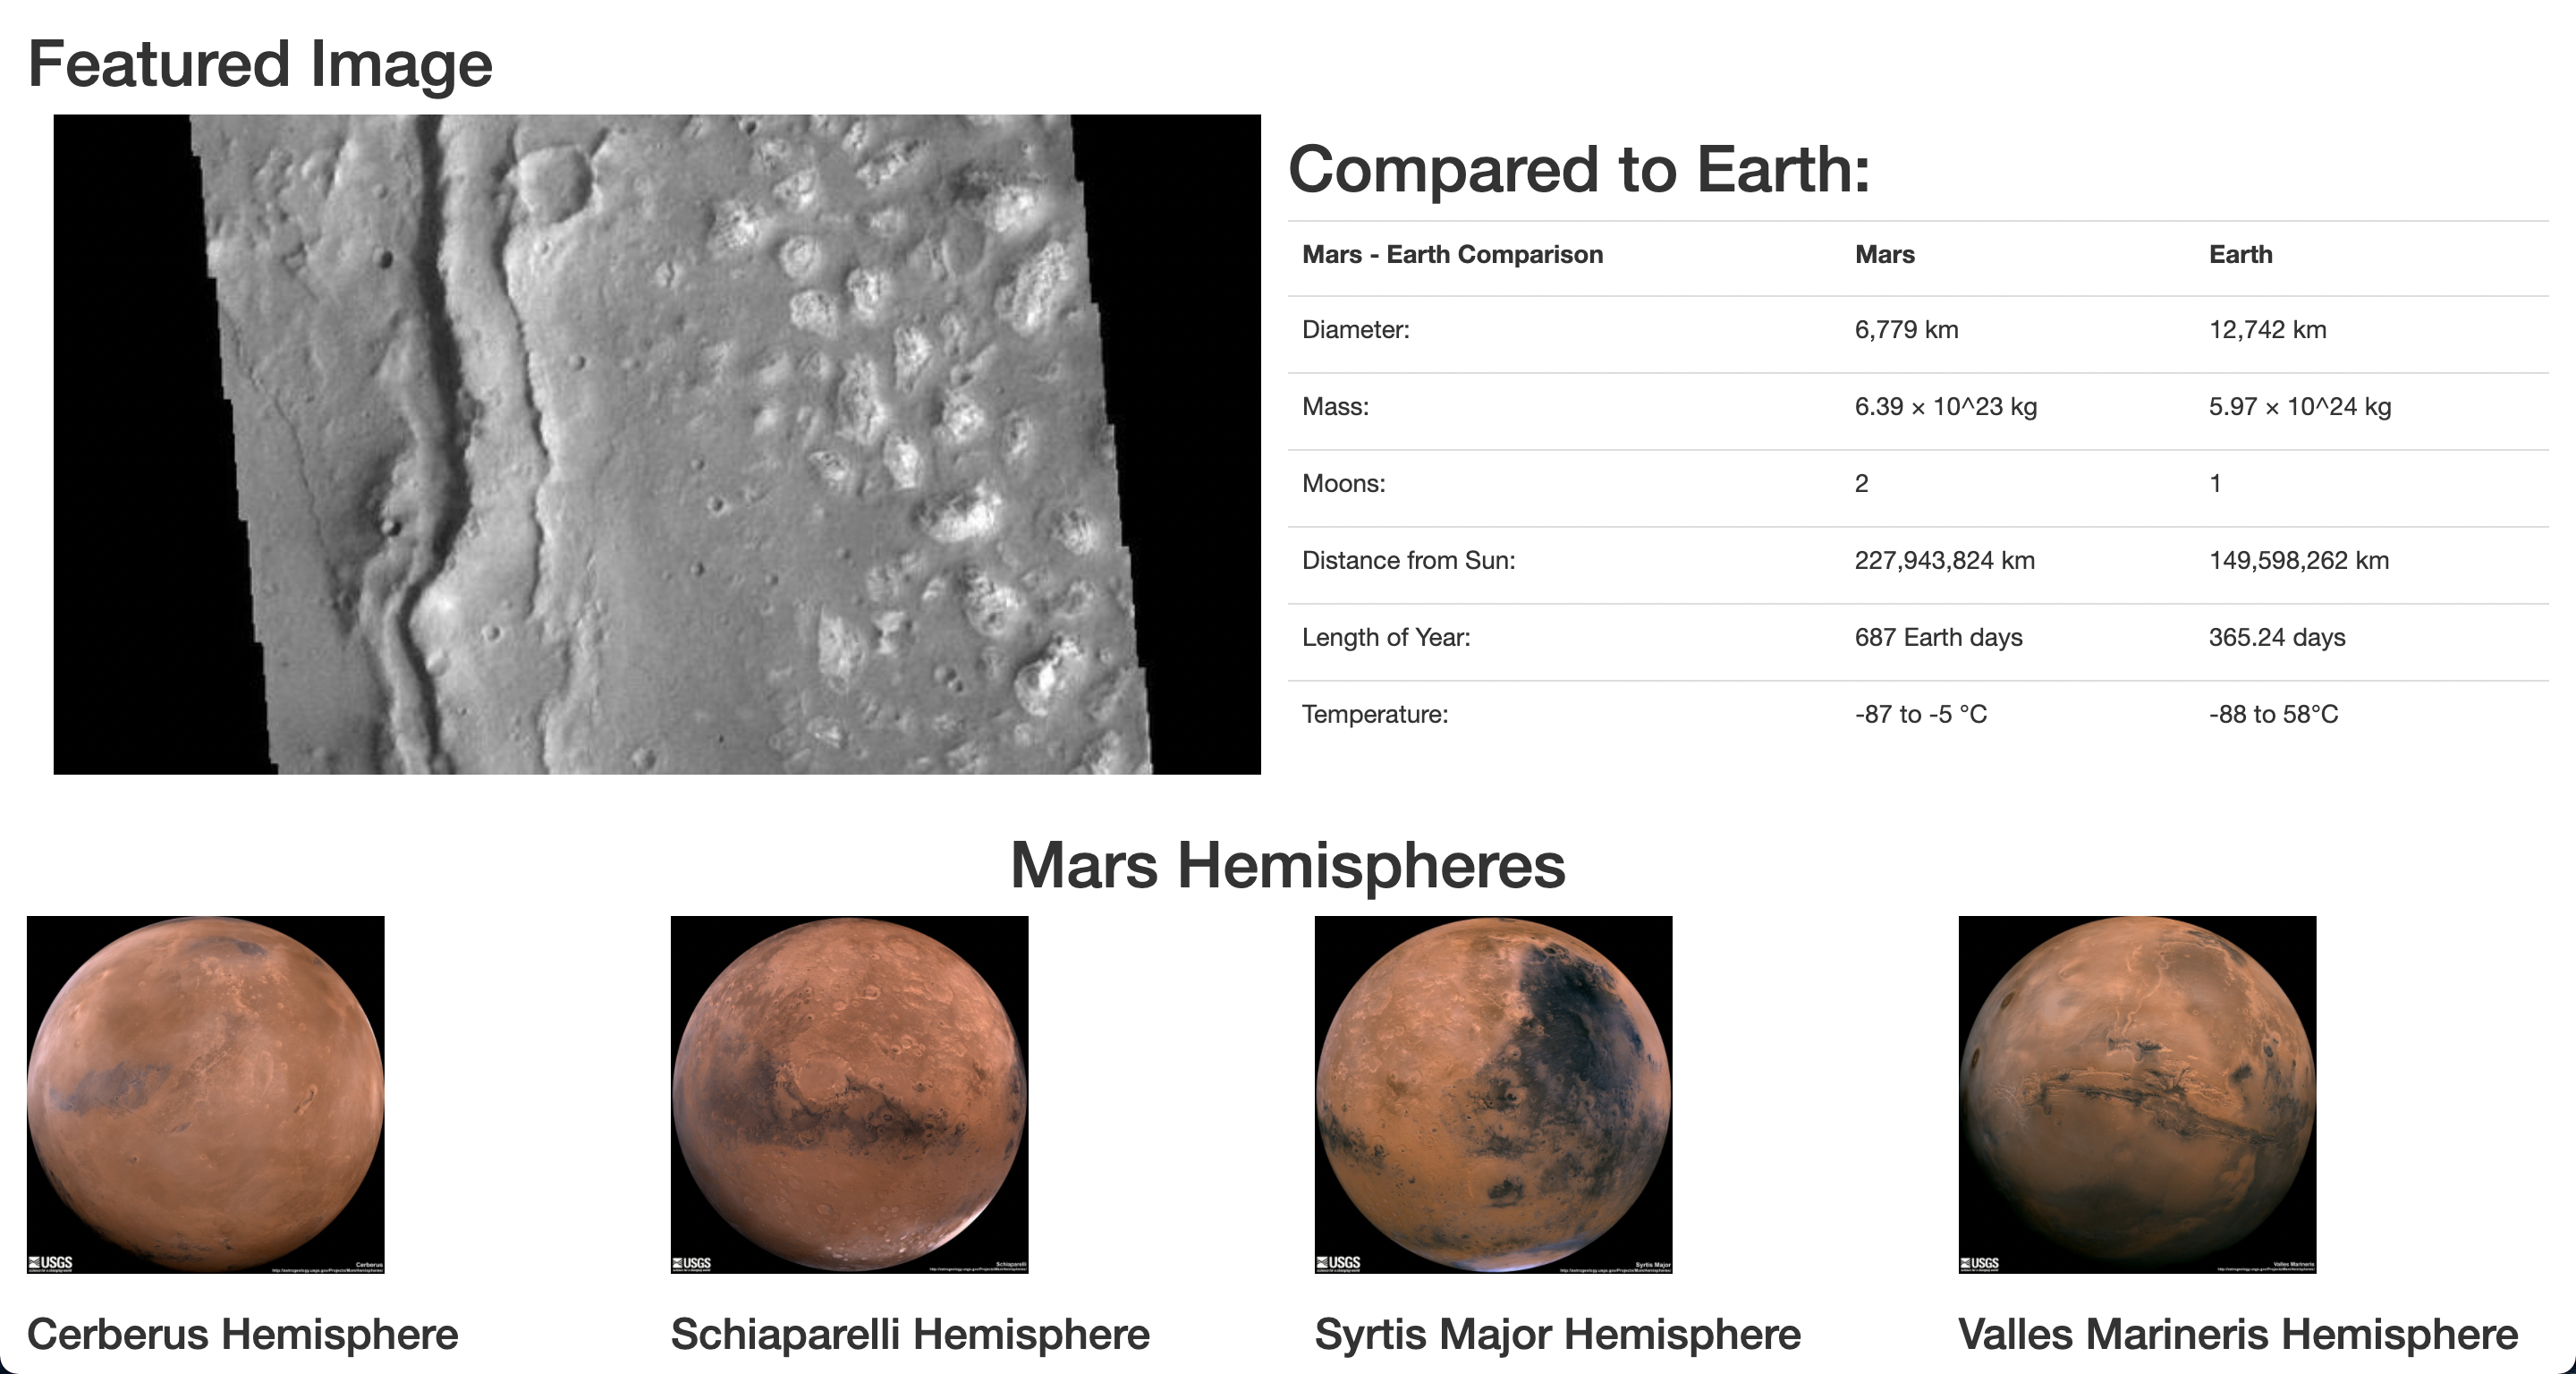 Featured Image
Compared to Earth:
Mars - Earth Comparison Mars Earth
Diameter: 6,779 km 12,742 km
Mass: 6.39 × 10^23 kg 5.97 × 10^24 kg
Moons: 2 1
Distance from Sun: 227,943,824 km 149,598,262 km
Length of Year: 687 Earth days 365.24 days
Temperature: -87 to -5 °C -88 to 58°C
Mars Hemispheres
USGS Cerberus
USGS Schiaparelli
USGS Syrtis Major
USGS Valles Marineris
Cerberus Hemisphere
Schiaparelli Hemisphere
Syrtis Major Hemisphere
Valles Marineris Hemisphere